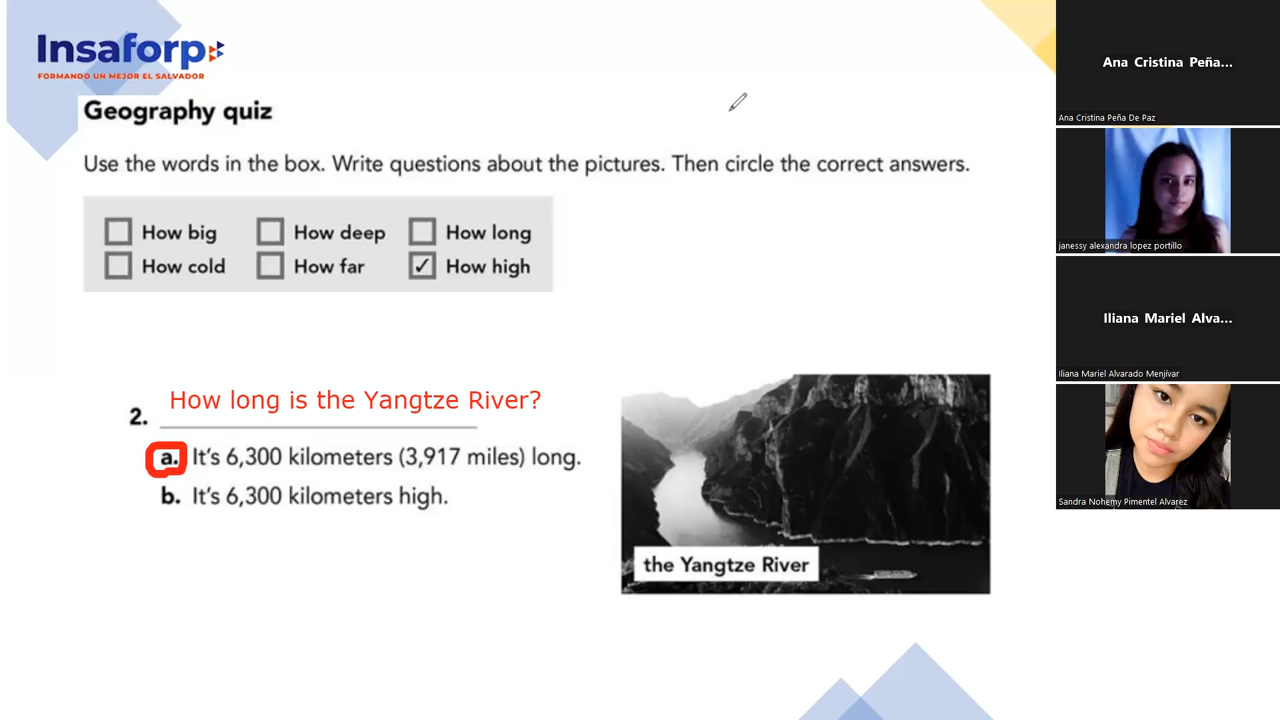 Insaforp
FORMANDO UN MEJOR EL SALVADOR
Geography quiz
Use the words in the box. Write questions about the pictures. Then circle the correct answers.
How big
How deep
How long
How cold
How far
✓ How high
2. How long is the Yangtze River?
a. It's 6,300 kilometers (3,917 miles) long.
b. It's 6,300 kilometers high.
the Yangtze River
Ana Cristina Peña...
Ana Cristina Peña De Paz
janessy alexandra lopez portillo
Iliana Mariel Alva...
Iliana Mariel Alvarado Menjívar
Sandra Nohemy Pimentel Alvarez